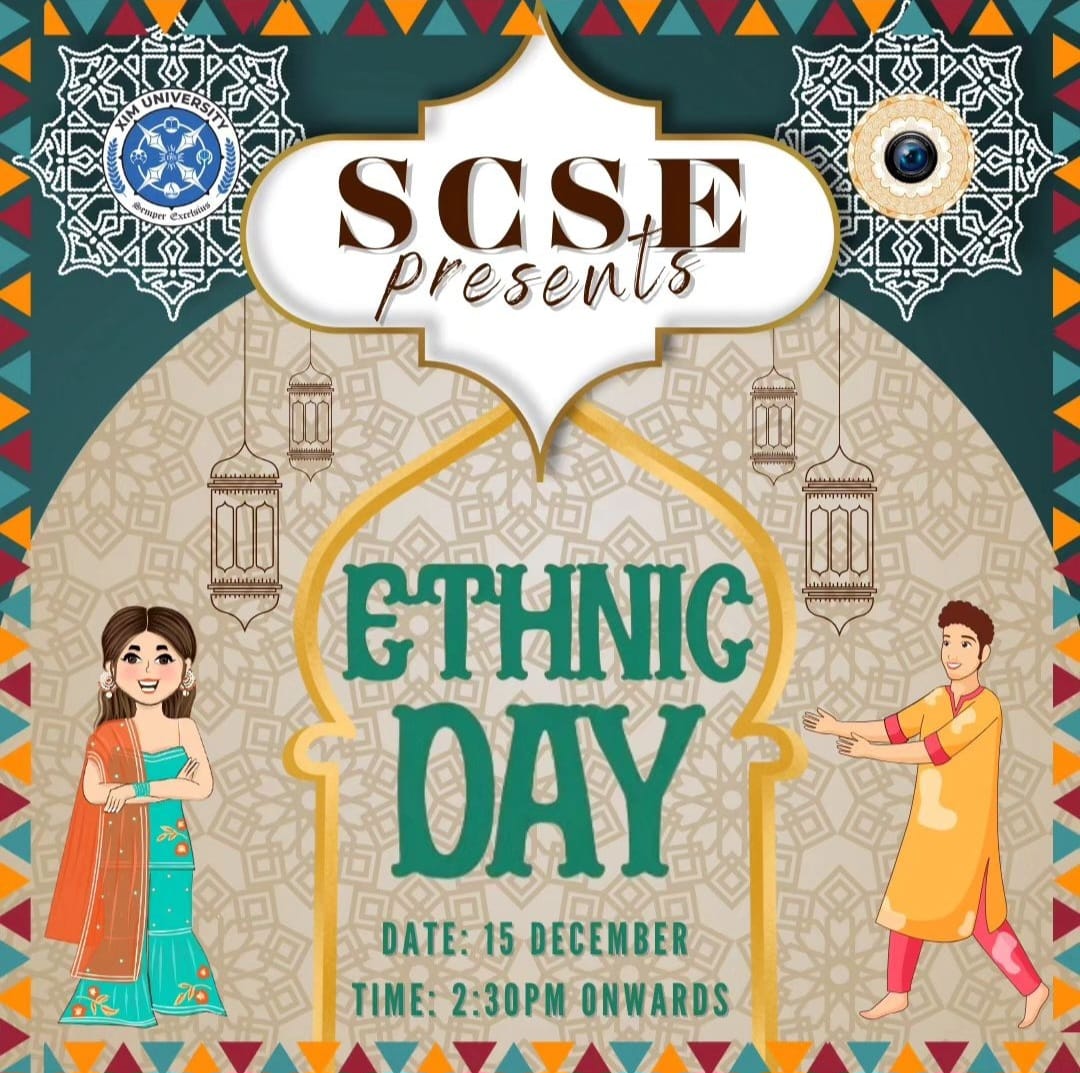 XIM UNIVERSITY
Semper Excelsius
SCSE
presents
ETHNIC
DAY
DATE: 15 DECEMBER
TIME: 2:30PM ONWARDS